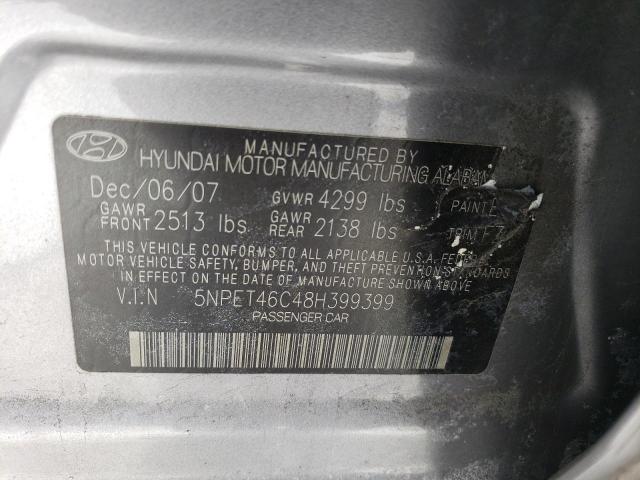 MANUFACTURED BY
HYUNDAI MOTOR MANUFACTURING ALABAM
Dec/06/07 GVWR 4299 lbs PAINT
GAWR FRONT 2513 lbs GAWR REAR 2138 lbs TRIM FZ
THIS VEHICLE CONFORMS TO ALL APPLICABLE U.S.A. FEDERAL
MOTOR VEHICLE SAFETY, BUMPER, AND THEFT PREVENTION STANDARDS
IN EFFECT ON THE DATE OF MANUFACTURE SHOWN ABOVE
V.I.N 5NPET46C48H399399
PASSENGER CAR